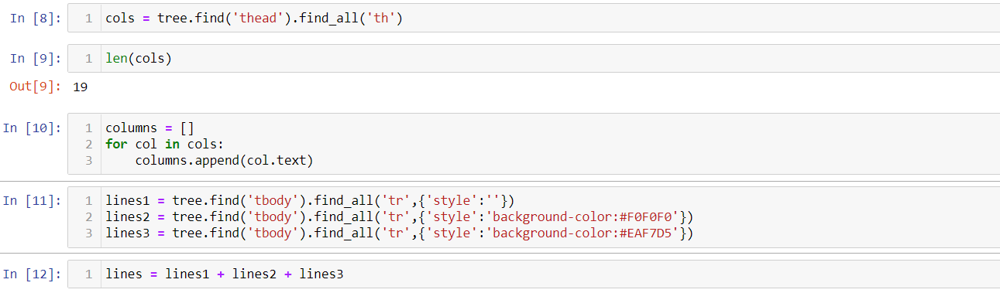 In [8]: 1 cols = tree.find('thead').find_all('th')
In [9]: 1 len(cols)
Out[9]: 19
In [10]: 1 columns = []
2 for col in cols:
3     columns.append(col.text)
In [11]: 1 lines1 = tree.find('tbody').find_all('tr',{'style':''})
2 lines2 = tree.find('tbody').find_all('tr',{'style':'background-color:#F0F0F0'})
3 lines3 = tree.find('tbody').find_all('tr',{'style':'background-color:#EAF7D5'})
In [12]: 1 lines = lines1 + lines2 + lines3